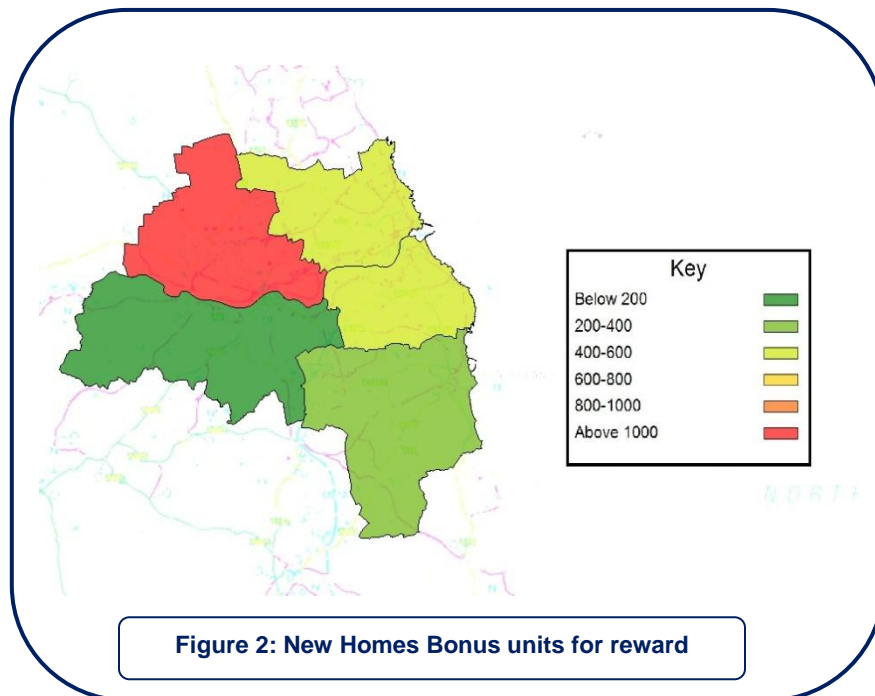 Key
Below 200
200-400
400-600
600-800
800-1000
Above 1000
NORTH
Figure 2: New Homes Bonus units for reward